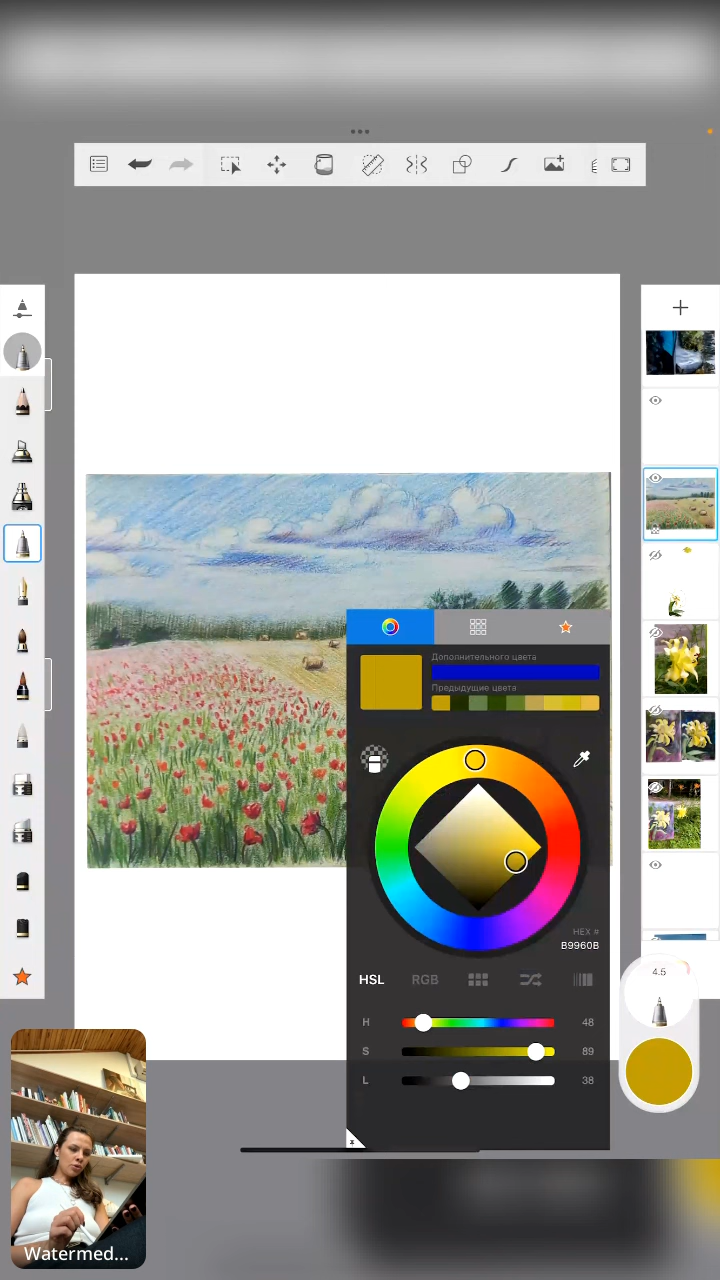 Дополнительного цвета
Предыдущие цвета
HEX #
B9960B
HSL
RGB
H
48
S
89
L
38
4.5
Watermed...